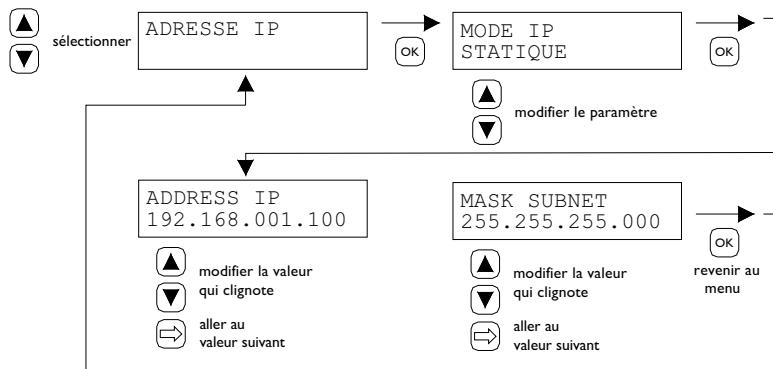 sélectionner
ADRESSE IP
OK
MODE IP
STATIQUE
OK
modifier le paramètre
ADDRESS IP
192.168.001.100
modifier la valeur
qui clignote
aller au
valeur suivant
MASK SUBNET
255.255.255.000
modifier la valeur
qui clignote
aller au
valeur suivant
OK
revenir au
menu